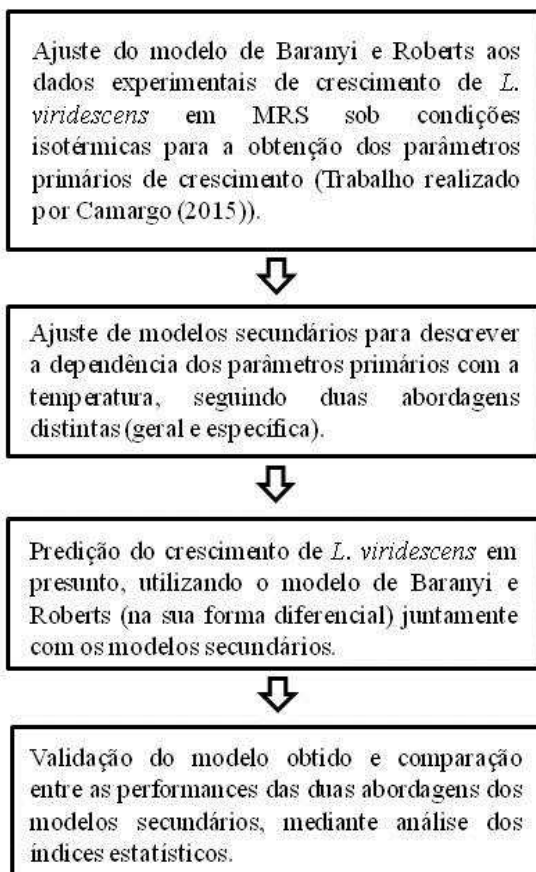 Ajuste do modelo de Baranyi e Roberts aos
dados experimentais de crescimento de L.
viridescens em MRS sob condições
isotérmicas para a obtenção dos parâmetros
primários de crescimento (Trabalho realizado
por Camargo (2015)).
Ajuste de modelos secundários para descrever
a dependência dos parâmetros primários com a
temperatura, seguindo duas abordagens
distintas (geral e específica).
Predição do crescimento de L. viridescens em
presunto, utilizando o modelo de Baranyi e
Roberts (na sua forma diferencial) juntamente
com os modelos secundários.
Validação do modelo obtido e comparação
entre as performances das duas abordagens dos
modelos secundários, mediante análise dos
índices estatísticos.